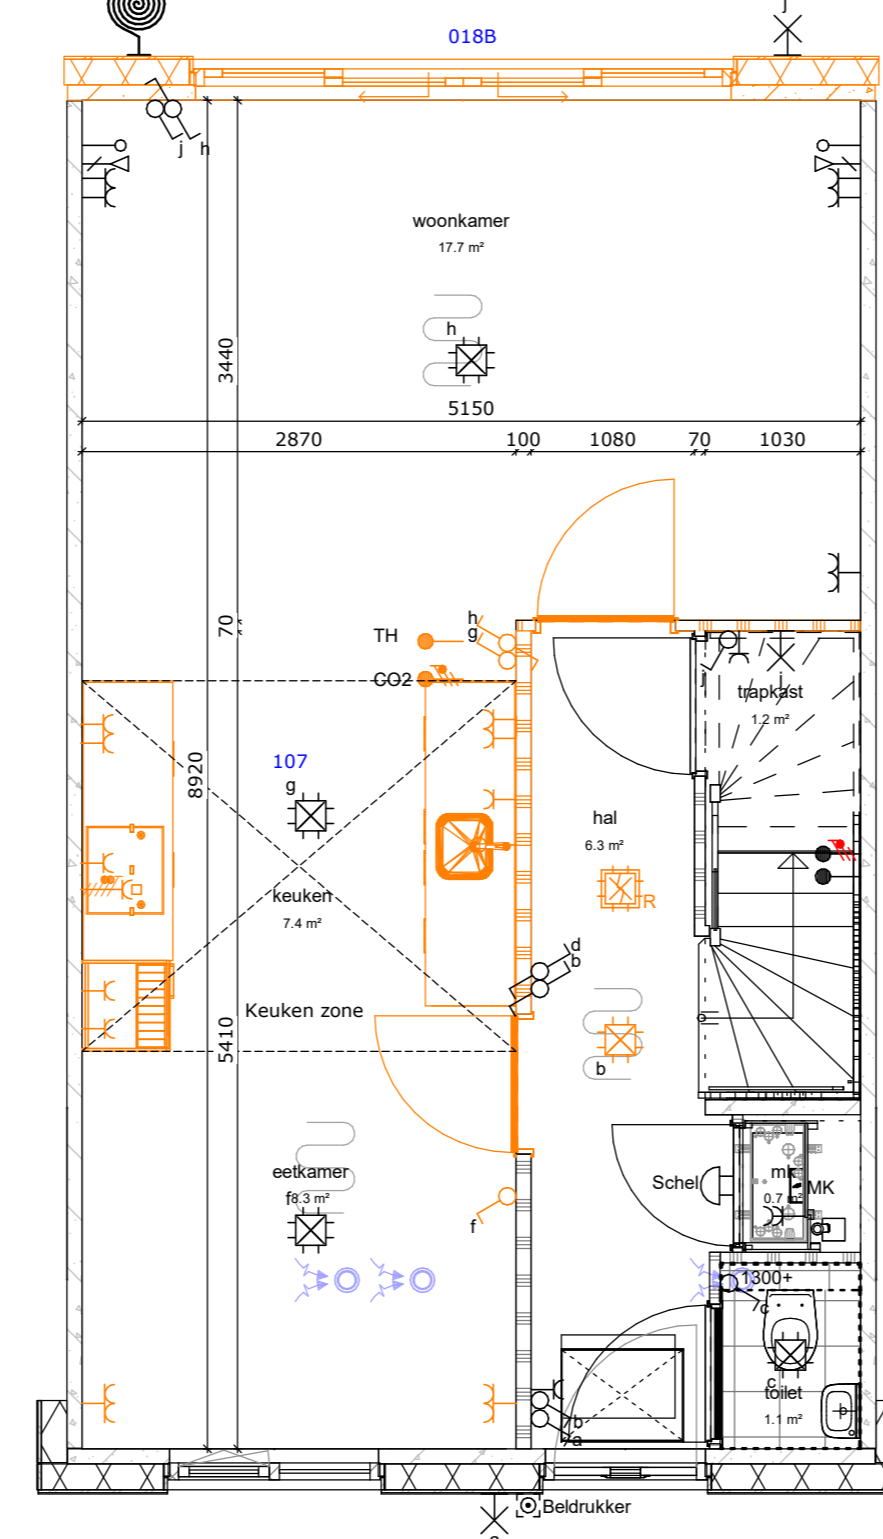 j
018B
j h
woonkamer
17.7 m²
h
3440
5150
2870 100 1080 70 1030
h
TH g
70
CO2
j
j
trapkast
1.2 m²
107
g
8920
hal
6.3 m²
keuken
7.4 m²
R
d
b
Keuken zone
5410
b
eetkamer
8.3 m²
f
Schel
mk
0.7 m²
MK
f
1300+
c
c
toilet
1.1 m²
b
a
Beldrukker